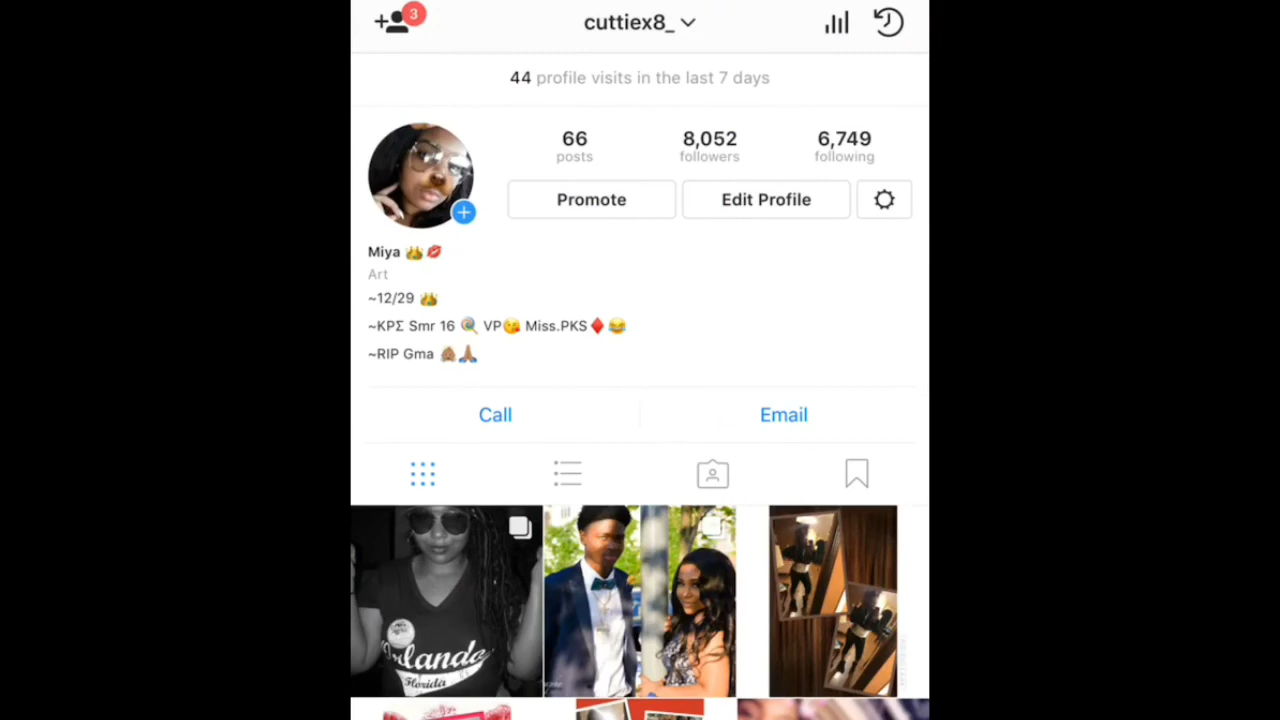 3
cuttiex8_
44 profile visits in the last 7 days
66 8,052 6,749
posts followers following
Promote Edit Profile
Miya 👑💋
Art
~12/29 👑
~KPΣ Smr 16 🍭 VP😘 Miss.PKS♦️😂
~RIP Gma 🙈🙏🏽
Call Email
Orlando
Florida